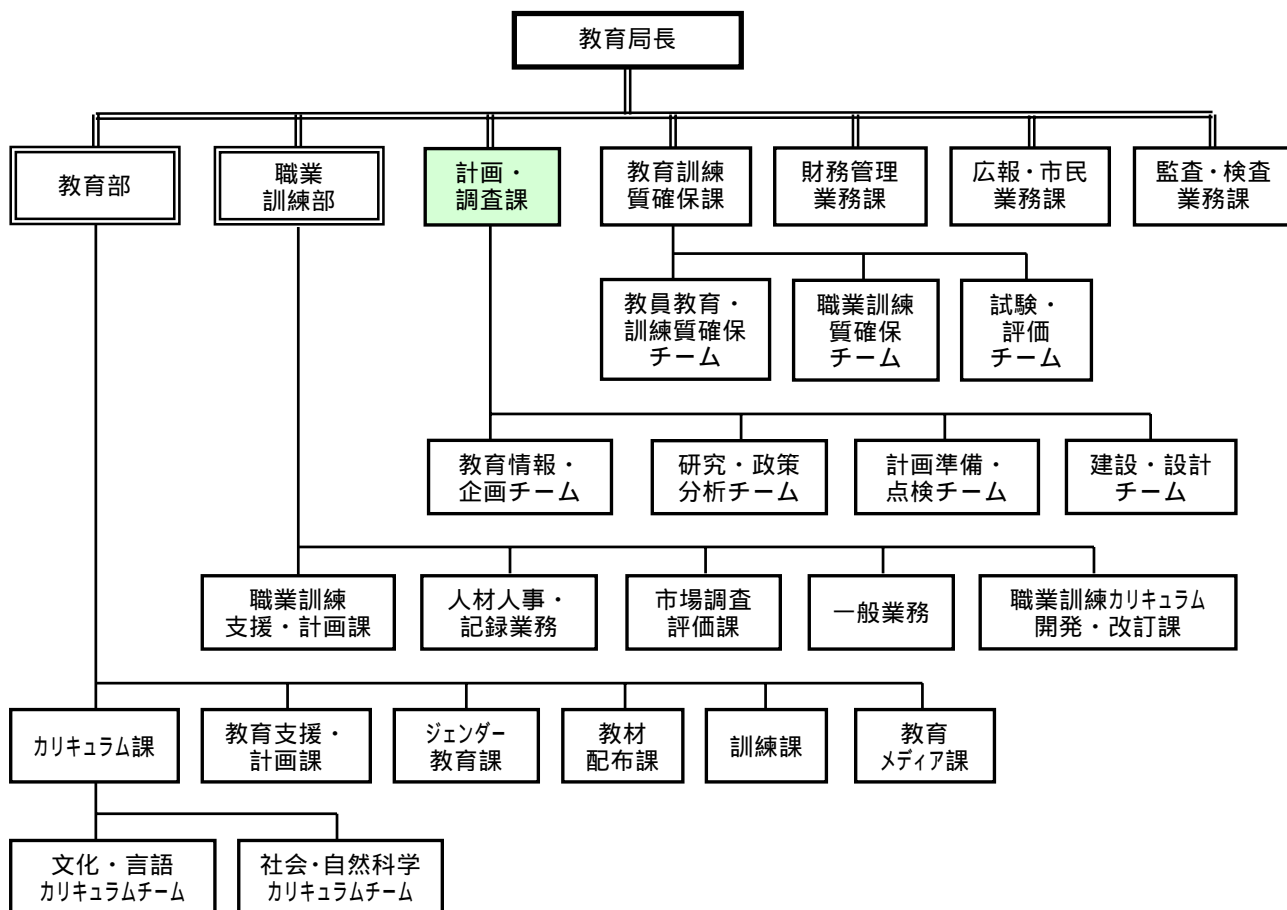 教育局長
教育部
職業
訓練部
計画・
調査課
教育訓練
質確保課
財務管理
業務課
広報・市民
業務課
監査・検査
業務課
教員教育・
訓練質確保
チーム
職業訓練
質確保
チーム
試験・
評価
チーム
教育情報・
企画チーム
研究・政策
分析チーム
計画準備・
点検チーム
建設・設計
チーム
職業訓練
支援・計画課
人材人事・
記録業務
市場調査
評価課
一般業務
職業訓練カリキュラム
開発・改訂課
カリキュラム課
教育支援・
計画課
ジェンダー
教育課
教材
配布課
訓練課
教育
メディア課
文化・言語
カリキュラムチーム
社会・自然科学
カリキュラムチーム